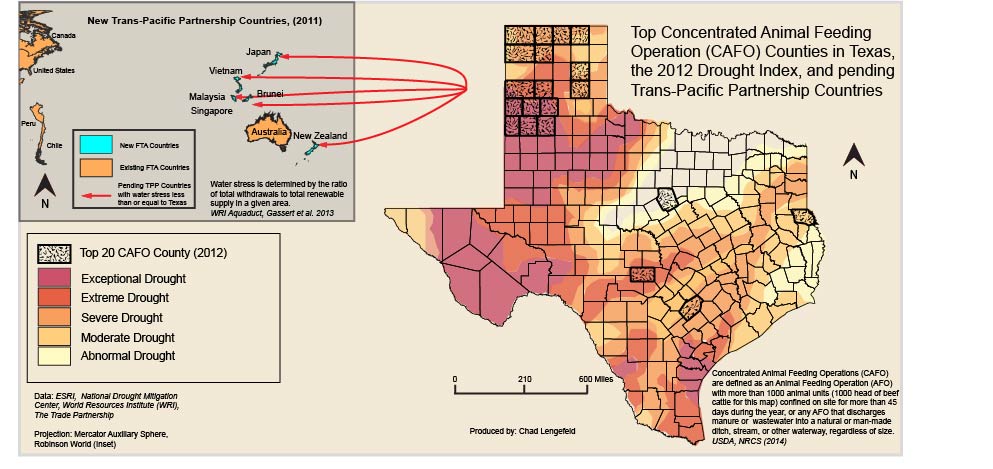 New Trans-Pacific Partnership Countries, (2011)
Canada
United States
Peru
Chile
Japan
Vietnam
Malaysia
Brunei
Singapore
Australia
New Zealand
N
New FTA Countries
Existing FTA Countries
Pending TPP Countries
with water stress less
than or equal to Texas
Water stress is determined by the ratio
of total withdrawals to total renewable
supply in a given area.
WRI Aquaduct, Gassert et al. 2013
Top Concentrated Animal Feeding
Operation (CAFO) Counties in Texas,
the 2012 Drought Index, and pending
Trans-Pacific Partnership Countries
N
Top 20 CAFO County (2012)
Exceptional Drought
Extreme Drought
Severe Drought
Moderate Drought
Abnormal Drought
Data: ESRI, National Drought Mitigation
Center, World Resources Institute (WRI),
The Trade Partnership
Projection: Mercator Auxiliary Sphere,
Robinson World (Inset)
0 210 600 Miles
Produced by: Chad Lengefeld
Concentrated Animal Feeding Operations (CAFO)
are defined as an Animal Feeding Operation (AFO)
with more than 1000 animal units (1000 head of beef
cattle for this map) confined on site for more than 45
days during the year, or any AFO that discharges
manure or wastewater into a natural or man-made
ditch, stream, or other waterway, regardless of size.
USDA, NRCS (2014)